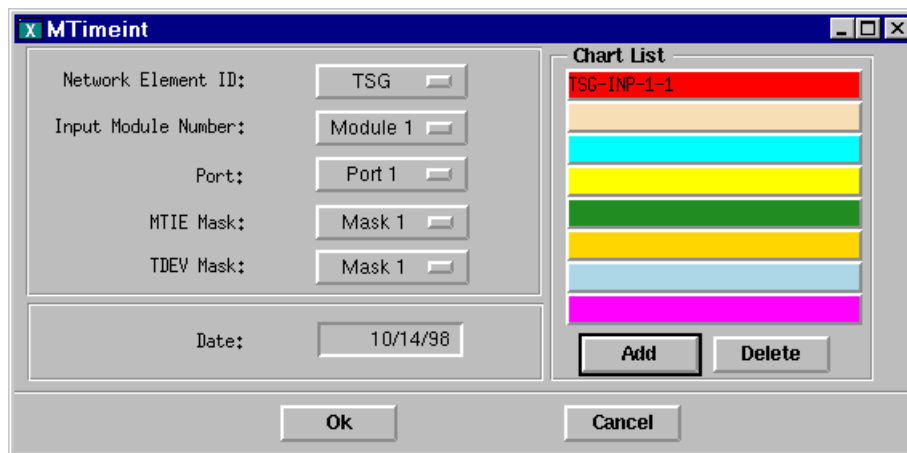 MTimeint
Network Element ID: TSG
Input Module Number: Module 1
Port: Port 1
MTIE Mask: Mask 1
TDEV Mask: Mask 1
Date: 10/14/98
Chart List
TSG-INP-1-1
Add Delete
Ok Cancel